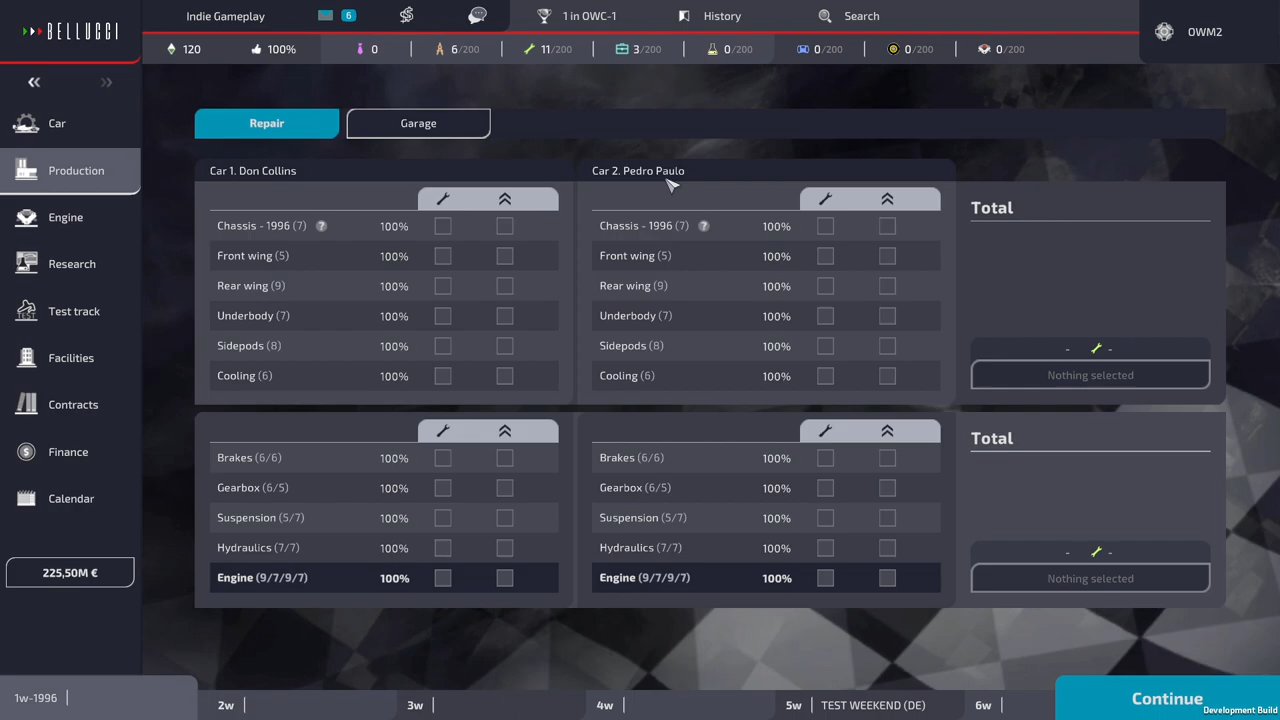 BELLUCCI
Indie Gameplay
6
1 in OWC-1
History
Search
OWM2
120
100%
0
6/200
11/200
3/200
0/200
0/200
0/200
0/200
Car
Production
Engine
Research
TEST
Test track
Facilities
Contracts
Finance
Calendar
225,50M €
Repair
Garage
Car 1. Don Collins
Chassis - 1996 (7) ? 100%
Front wing (5) 100%
Rear wing (9) 100%
Underbody (7) 100%
Sidepods (8) 100%
Cooling (6) 100%
Car 2. Pedro Paulo
Chassis - 1996 (7) ? 100%
Front wing (5) 100%
Rear wing (9) 100%
Underbody (7) 100%
Sidepods (8) 100%
Cooling (6) 100%
Total
- -
Nothing selected
Brakes (6/6) 100%
Gearbox (6/5) 100%
Suspension (5/7) 100%
Hydraulics (7/7) 100%
Engine (9/7/9/7) 100%
Brakes (6/6) 100%
Gearbox (6/5) 100%
Suspension (5/7) 100%
Hydraulics (7/7) 100%
Engine (9/7/9/7) 100%
Total
- -
Nothing selected
1w-1996
2w
3w
4w
5w
TEST WEEKEND (DE)
6w
Continue
Development Build